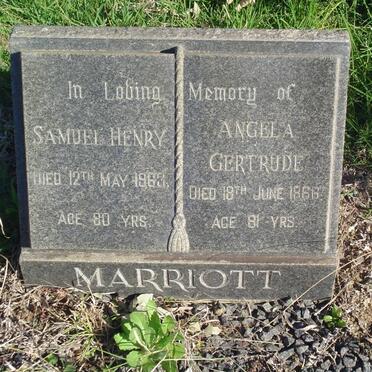 In Loving Memory of
SAMUEL HENRY
DIED 12TH MAY 1963,
AGE 80 YRS.
ANGELA
GERTRUDE
DIED 18TH JUNE 1966
AGE 81 YRS.
MARRIOTT